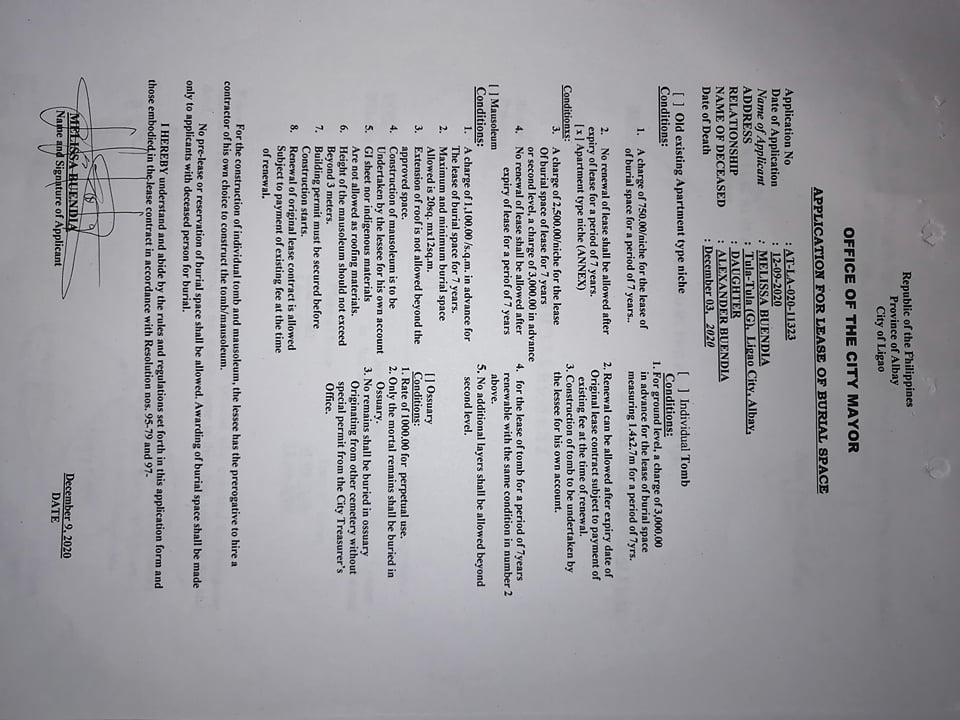 Republic of the Philippines
Province of Albay
City of Ligao
OFFICE OF THE CITY MAYOR
APPLICATION FOR LEASE OF BURIAL SPACE
Application No : AT-LA-020-11323
Date of Application : 12-09-2020
Name of Applicant : MELISSA BUENDIA
ADDRESS : Tula-Tula (G), Ligao City, Albay,
RELATIONSHIP : DAUGHTER
NAME OF DECEASED : ALEXANDER BUENDIA
Date of Death : December 03, 2020
[ ] Old existing Apartment type niche
Conditions:
1. A charge of 750.00/niche for the lease of
of burial space for a period of 7 years..
2. No renewal of lease shall be allowed after
expiry of lease for a period of 7 years.
[ x ] Apartment type niche (ANNEX)
Conditionxs:
3. A charge of 2,500.00/niche for the lease
Of burial space of lease for 7 years
or second level, a charge of 3,000.00 in advance
4. No renewal of lease shall be allowed after
expiry of lease for a periof of 7 years
[ ] Mausoleum
Conditions:
1. A charge of 1,100.00 /s.q.m. in advance for
The lease of burial space for 7 years.
2. Maximum and minimum burial space
Allowed is 20sq. mx12sq.m.
3. Extension of roof is not allowed beyond the
approved space.
4. Construction of mausoleum is to be
Undertaken by the lessee for his own account
5. GI sheet nor indigenous materials
Are not allowed as roofing materials.
6. Height of the mausoleum should not exceed
Beyond 3 meters.
7. Building permit must be secured before
Construction starts.
8. Renewal of original lease contract is allowed
Subject to payment of existing fee at the time
of renewal.
[ ] Individual Tomb
Conditions:
1. For ground level, a charge of 3,000.00
in advance for the lease of burial space
measuring 1.4x2.7m for a period of 7yrs.
2. Renewal can be allowed after expiry date of
Original lease contract subject to payment of
existing fee at the time of renewal.
3. Construction of tomb to be undertaken by
the lessee for his own account.
4. for the lease of tomb for a period of 7years
renewable with the same condition in number 2
above.
5. No additional layers shall be allowed beyond
second level.
[ ] Ossuary
Conditions:
1. Rate of 1000.00 for perpetual use.
2. Only the mortal remains shall be buried in
Ossuary.
3. No remains shall be buried in ossuary
Originating from other cemetery without
special permit from the City Treasurer's
Office.
For the construction of individual tomb and mausoleum, the lessee has the prerogative to hire a
contractor of his own choice to construct the tomb/mausoleum.
No pre-lease or reservation of burial space shall be allowed. Awarding of burial space shall be made
only to applicants with deceased person for burial.
I HEREBY understand and abide by the rules and regulations set forth in this application form and
those embodied in the lease contract in accordance with Resolution nos. 95-79 and 97-
MELISSA BUENDIA
Name and Signature of Applicant
December 9, 2020
DATE